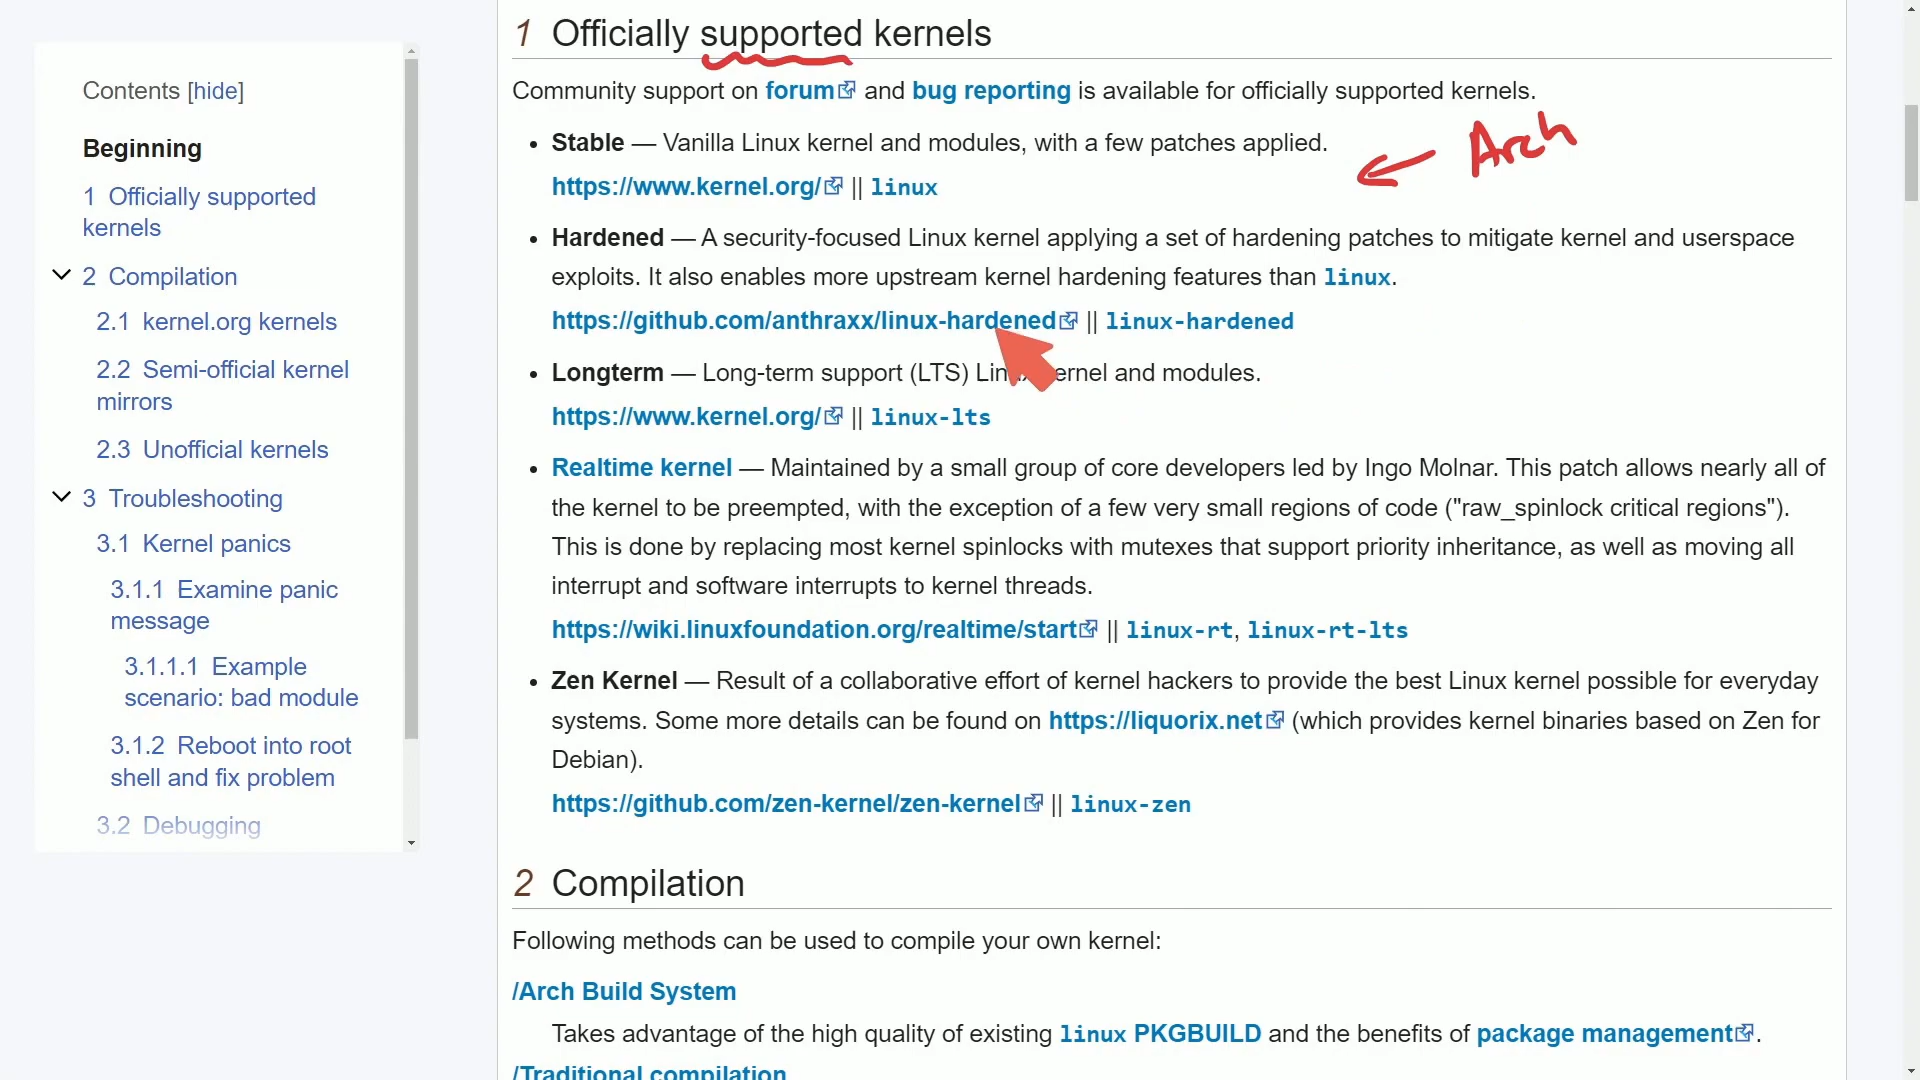 Contents [hide]
Beginning
1 Officially supported
kernels
2 Compilation
2.1 kernel.org kernels
2.2 Semi-official kernel
mirrors
2.3 Unofficial kernels
3 Troubleshooting
3.1 Kernel panics
3.1.1 Examine panic
message
3.1.1.1 Example
scenario: bad module
3.1.2 Reboot into root
shell and fix problem
3.2 Debugging
1 Officially supported kernels
Community support on forum and bug reporting is available for officially supported kernels.
Arch
• Stable — Vanilla Linux kernel and modules, with a few patches applied.
https://www.kernel.org/ || linux
• Hardened — A security-focused Linux kernel applying a set of hardening patches to mitigate kernel and userspace
exploits. It also enables more upstream kernel hardening features than linux.
https://github.com/anthraxx/linux-hardened || linux-hardened
• Longterm — Long-term support (LTS) Linux kernel and modules.
https://www.kernel.org/ || linux-lts
• Realtime kernel — Maintained by a small group of core developers led by Ingo Molnar. This patch allows nearly all of
the kernel to be preempted, with the exception of a few very small regions of code ("raw_spinlock critical regions").
This is done by replacing most kernel spinlocks with mutexes that support priority inheritance, as well as moving all
interrupt and software interrupts to kernel threads.
https://wiki.linuxfoundation.org/realtime/start || linux-rt, linux-rt-lts
• Zen Kernel — Result of a collaborative effort of kernel hackers to provide the best Linux kernel possible for everyday
systems. Some more details can be found on https://liquorix.net (which provides kernel binaries based on Zen for
Debian).
https://github.com/zen-kernel/zen-kernel || linux-zen
2 Compilation
Following methods can be used to compile your own kernel:
/Arch Build System
Takes advantage of the high quality of existing linux PKGBUILD and the benefits of package management.
/Traditional compilation